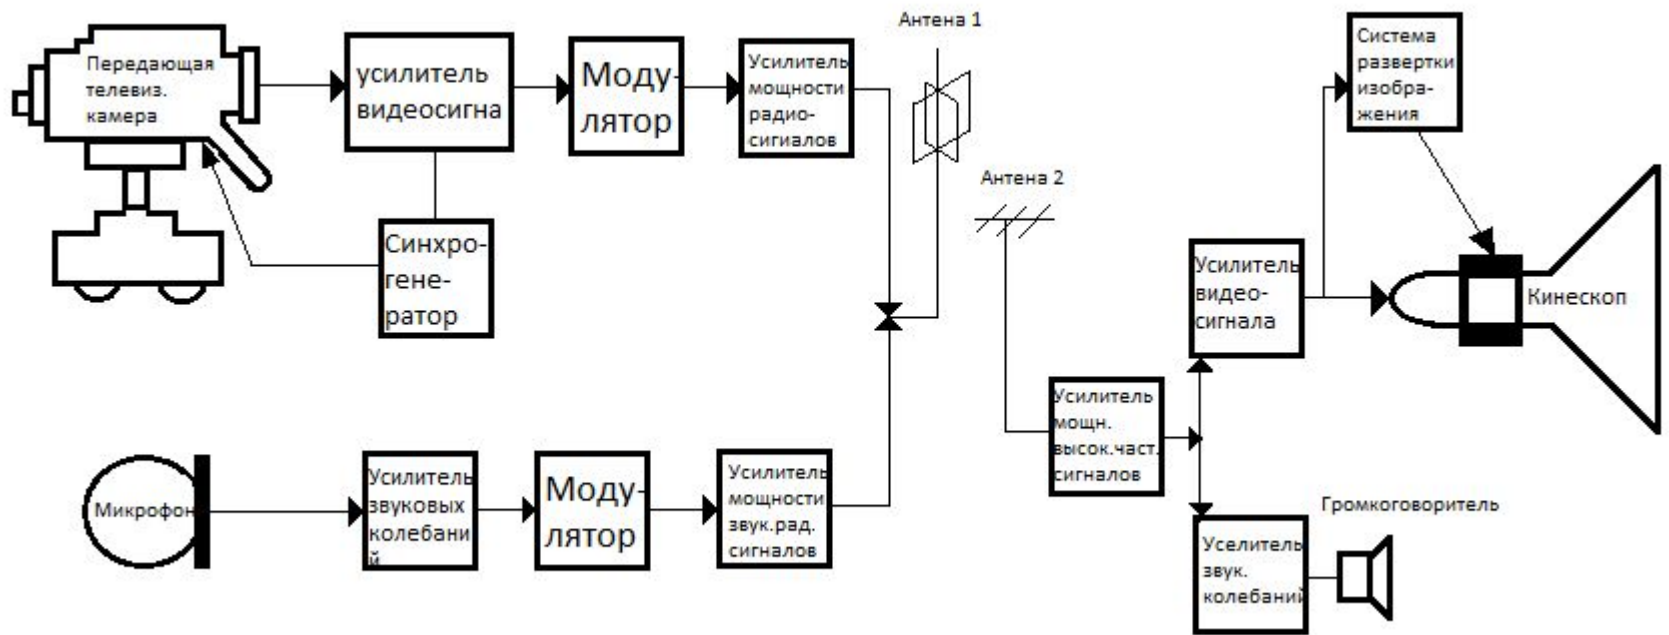 Передающая
телевиз.
камера
усилитель
видеосигна
Моду-
лятор
Усилитель
мощности
радио-
сигиалов
Антена 1
Синхро-
гене-
ратор
Микрофон
Усилитель
звуковых
колебани
й
Моду-
лятор
Усилитель
мощности
звук.рад.
сигналов
Антена 2
Усилитель
мощн.
высок.част.
сигналов
Усилитель
видео-
сигнала
Система
развертки
изобра-
жения
Кинескоп
Уселитель
звук.
колебаний
Громкоговоритель